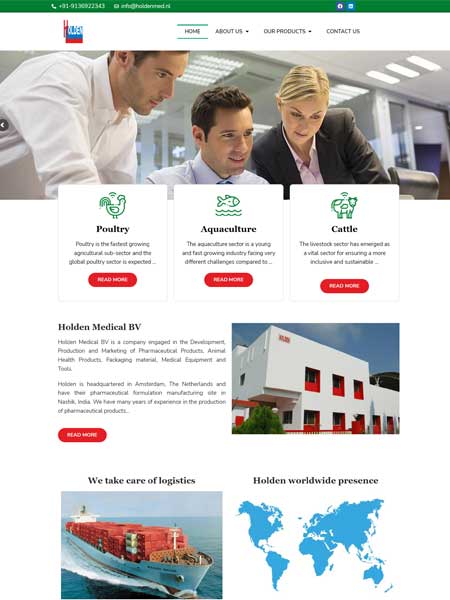 +91-9136922343 info@holdenmed.nl
HOLDEN
HOME ABOUT US OUR PRODUCTS CONTACT US
Poultry
Poultry is the fastest growing
agricultural sub-sector and the
global poultry sector is expected ...
READ MORE
Aquaculture
The aquaculture sector is a young
and fast growing industry facing very
different challenges compared to ...
READ MORE
Cattle
The livestock sector has emerged as
a vital sector for ensuring a more
inclusive and sustainable ...
READ MORE
Holden Medical BV
Holden Medical BV is a company engaged in the Development,
Production and Marketing of Pharmaceutical Products, Animal
Health Products, Packaging material, Medical Equipment and
Tools.
Holden is headquartered in Amsterdam, The Netherlands and
have their pharmaceutical formulation manufacturing site in
Nashik, India. We have many years of experience in the production
of pharmaceutical products...
READ MORE
HOLDEN
We take care of logistics
Holden worldwide presence